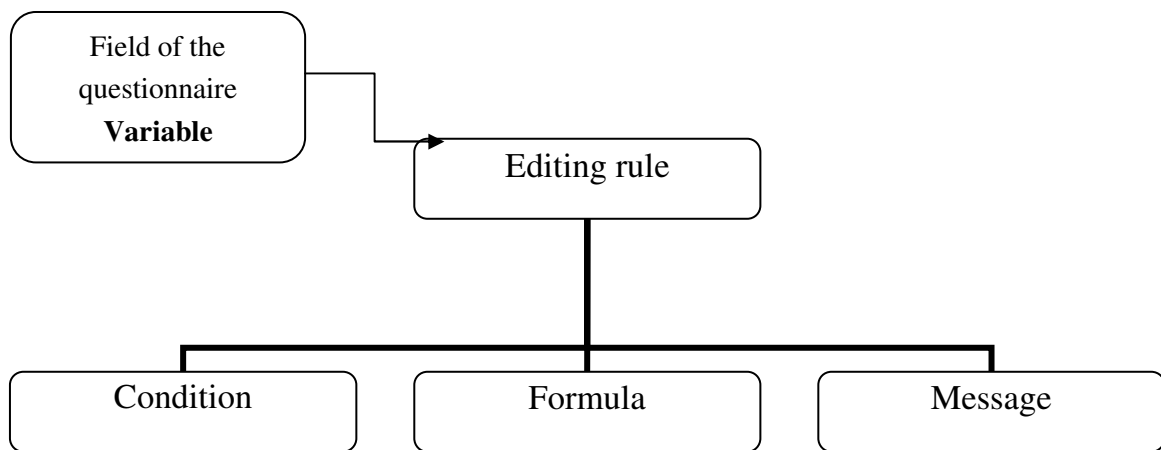 Field of the
questionnaire
Variable
Editing rule
Condition
Formula
Message